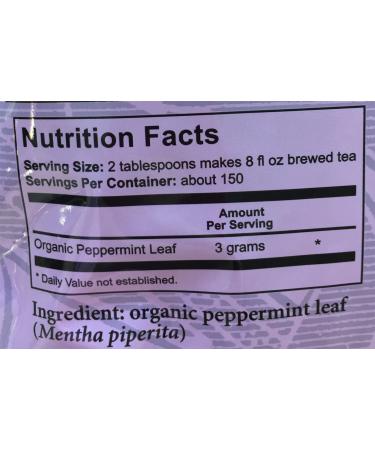 Nutrition Facts
Serving Size: 2 tablespoons makes 8 fl oz brewed tea
Servings Per Container: about 150
Amount
Per Serving
Organic Peppermint Leaf 3 grams *
* Daily Value not established.
Ingredient: organic peppermint leaf
(Mentha piperita)